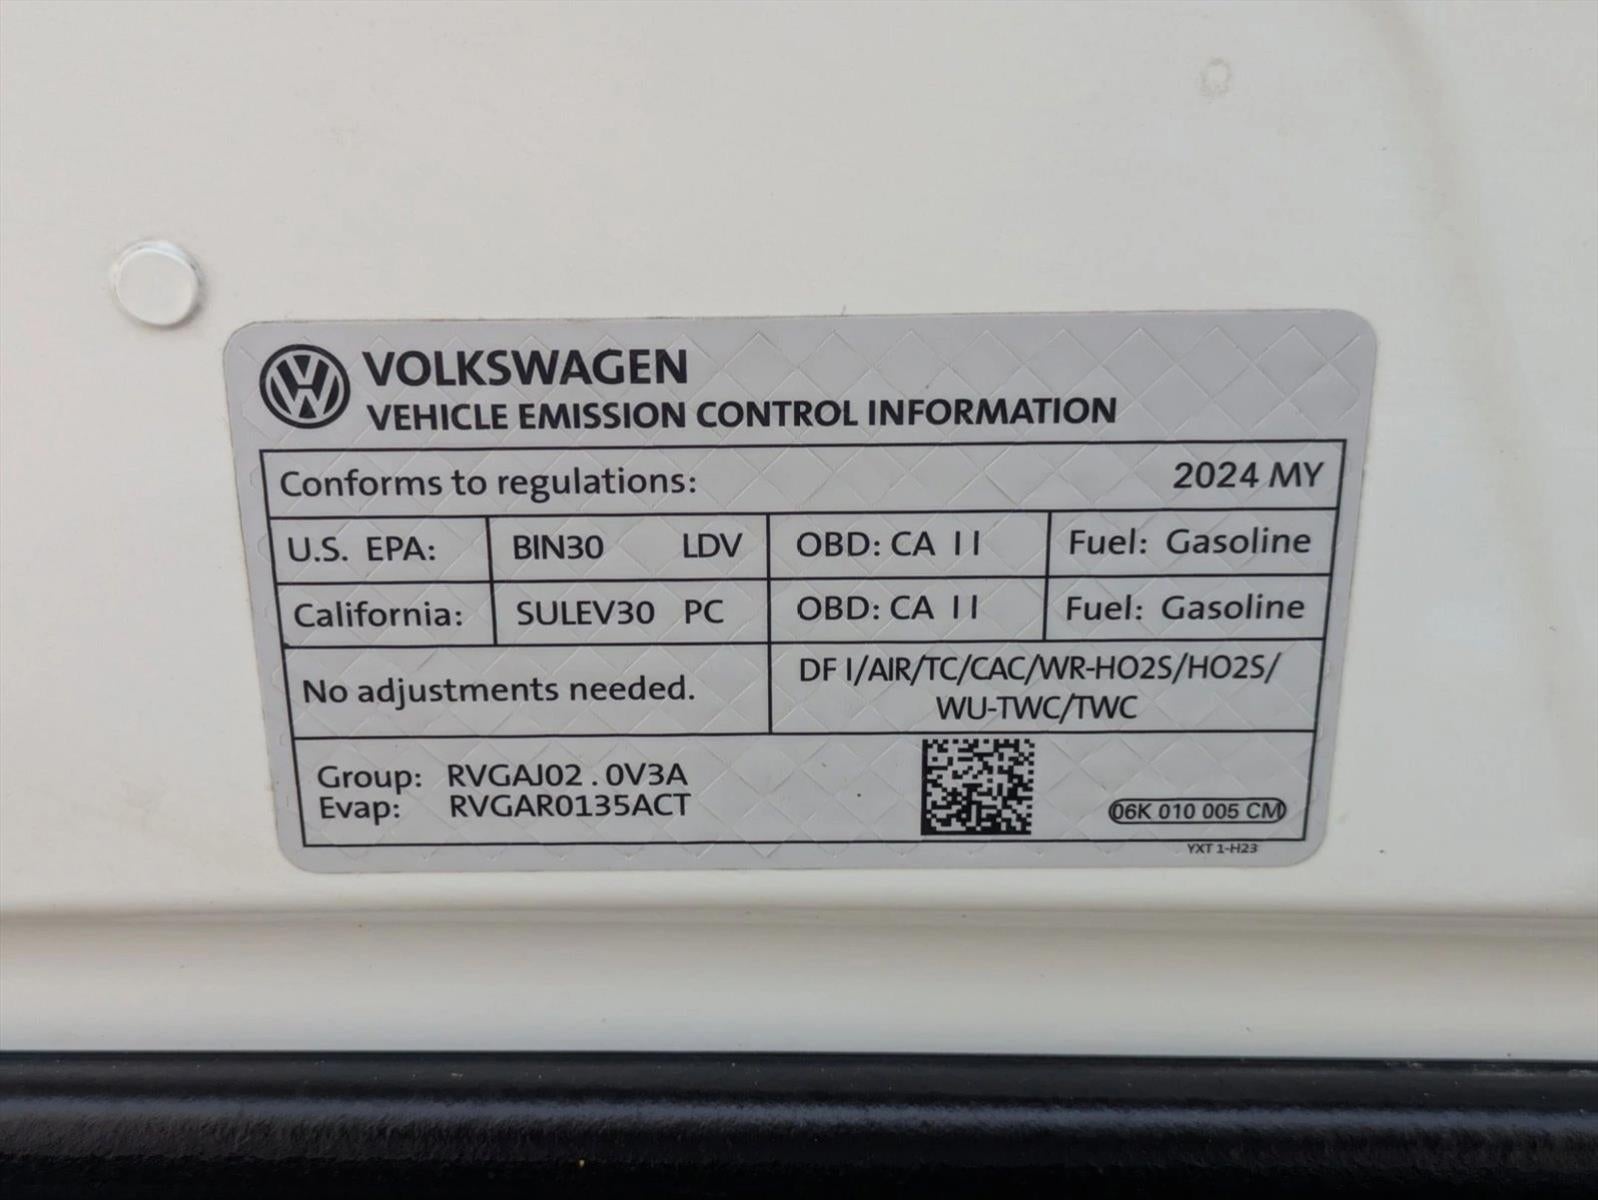 VOLKSWAGEN
VEHICLE EMISSION CONTROL INFORMATION
Conforms to regulations: 2024 MY
U.S. EPA: BIN30 LDV OBD: CA II Fuel: Gasoline
California: SULEV30 PC OBD: CA II Fuel: Gasoline
No adjustments needed. DF I/AIR/TC/CAC/WR-HO2S/HO2S/
WU-TWC/TWC
Group: RVGAJ02.0V3A
Evap: RVGAR0135ACT
06K 010 005 CM
YXT 1-H23